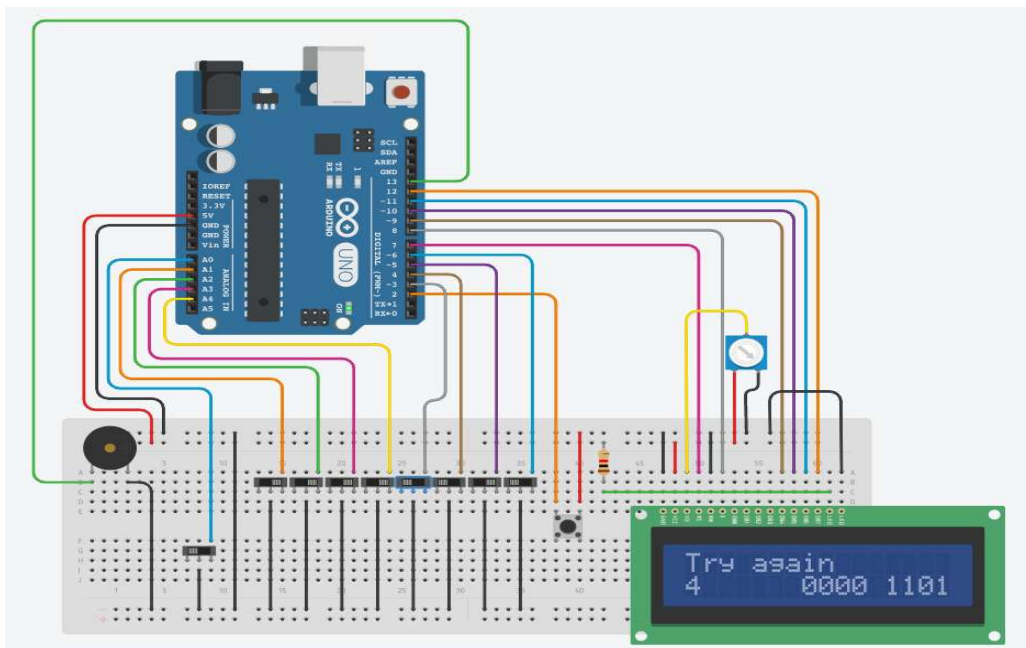 SCL
SDA
AREF
GND
13
12
~11
~10
~9
8
7
~6
~5
4
~3
2
TX→1
RX←0
DIGITAL (PWM~)
IOREF
RESET
3.3V
5V
GND
GND
Vin
POWER
A0
A1
A2
A3
A4
A5
ANALOG IN
TX
RX
L
ARDUINO
UNO
ON
Try again
4 0000 1101